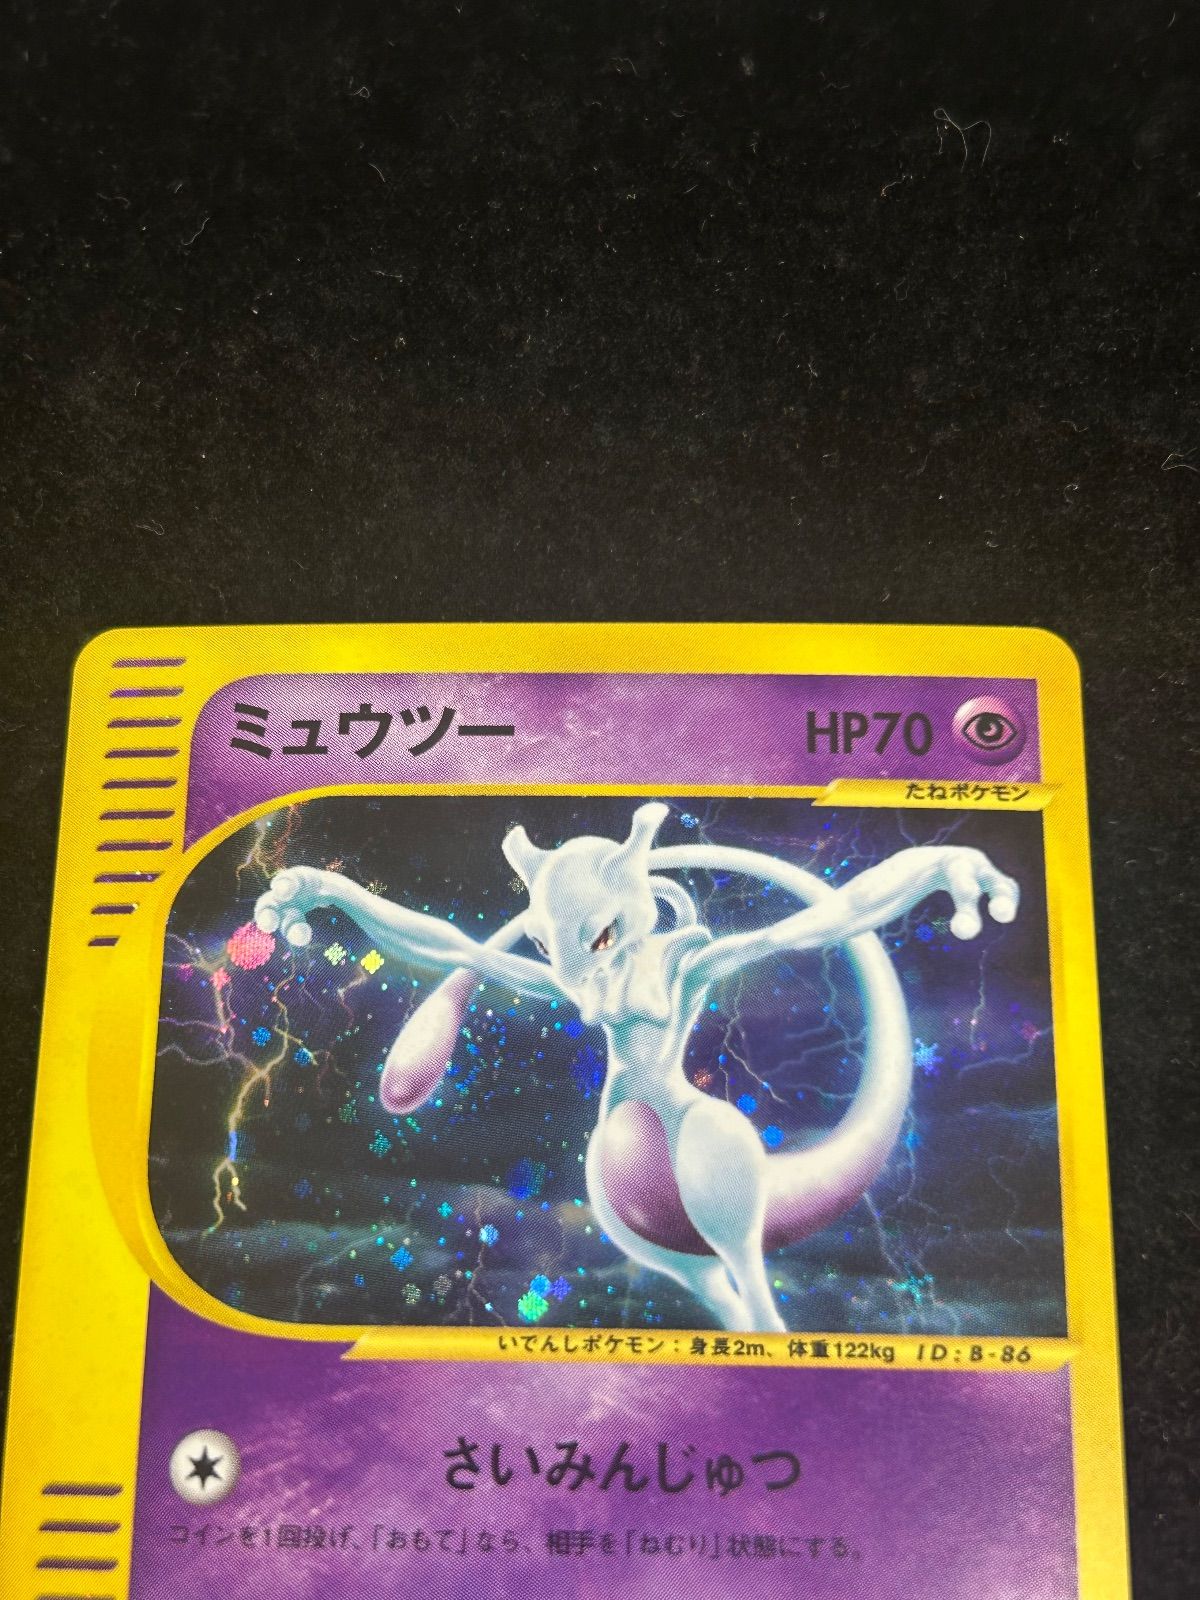 ミュウツー HP70
たねポケモン
いでんしポケモン：身長2m、体重122kg ID：B-86
さいみんじゅつ
コインを1回投げ、「おもて」なら、相手を「ねむり」状態にする。